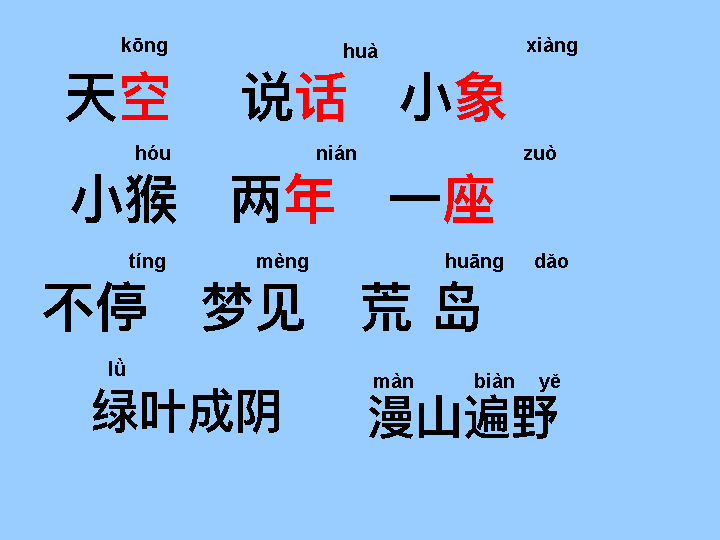 kōng huà xiàng
天空 说话 小象
hóu nián zuò
小猴 两年 一座
tíng mèng huāng dǎo
不停 梦见 荒 岛
lǜ
绿叶成阴
màn biàn yě
漫山遍野